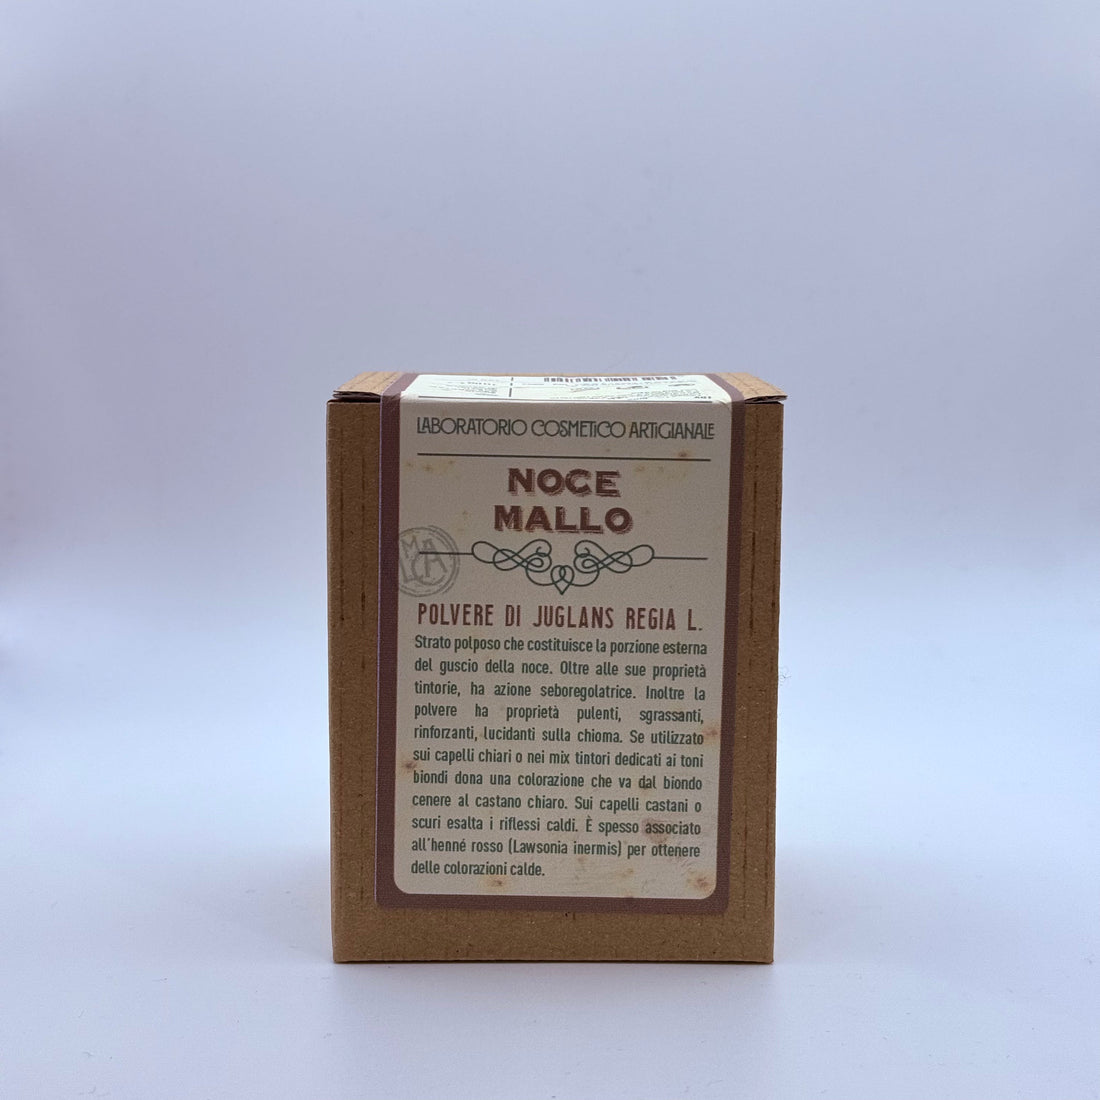 LABORATORIO COSMETICO ARTIGIANALE
NOCE
MALLO
POLVERE DI JUGLANS REGIA L.
Strato polposo che costituisce la porzione esterna
del guscio della noce. Oltre alle sue proprietà
tintorie, ha azione seboregolatrice. Inoltre la
polvere ha proprietà pulenti, sgrassanti,
rinforzanti, lucidanti sulla chioma. Se utilizzato
sui capelli chiari o nei mix tintori dedicati ai toni
biondi dona una colorazione che va dal biondo
cenere al castano chiaro. Sui capelli castani o
scuri esalta i riflessi caldi. È spesso associato
all'henné rosso (Lawsonia inermis) per ottenere
delle colorazioni calde.